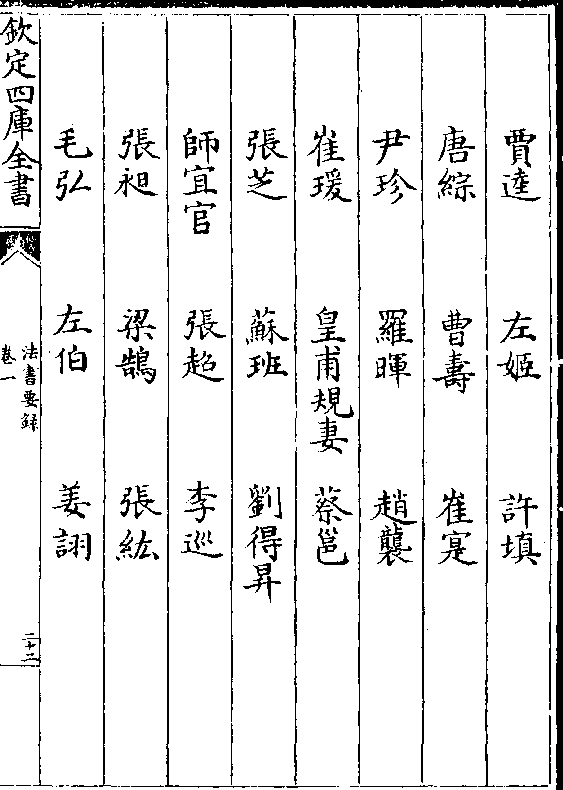 賈逵 左姬 許塡
唐綜 曹壽 崔寔
尹珍 羅暉 趙襲
崔瑗 皇甫規妻 蔡邕
張芝 蘇班 劉得昇
師宜官 張超 李巡
張昶 梁鵠 張紘
毛弘 左伯 姜詡
欽定四庫全書
法書要録
卷一
二十二